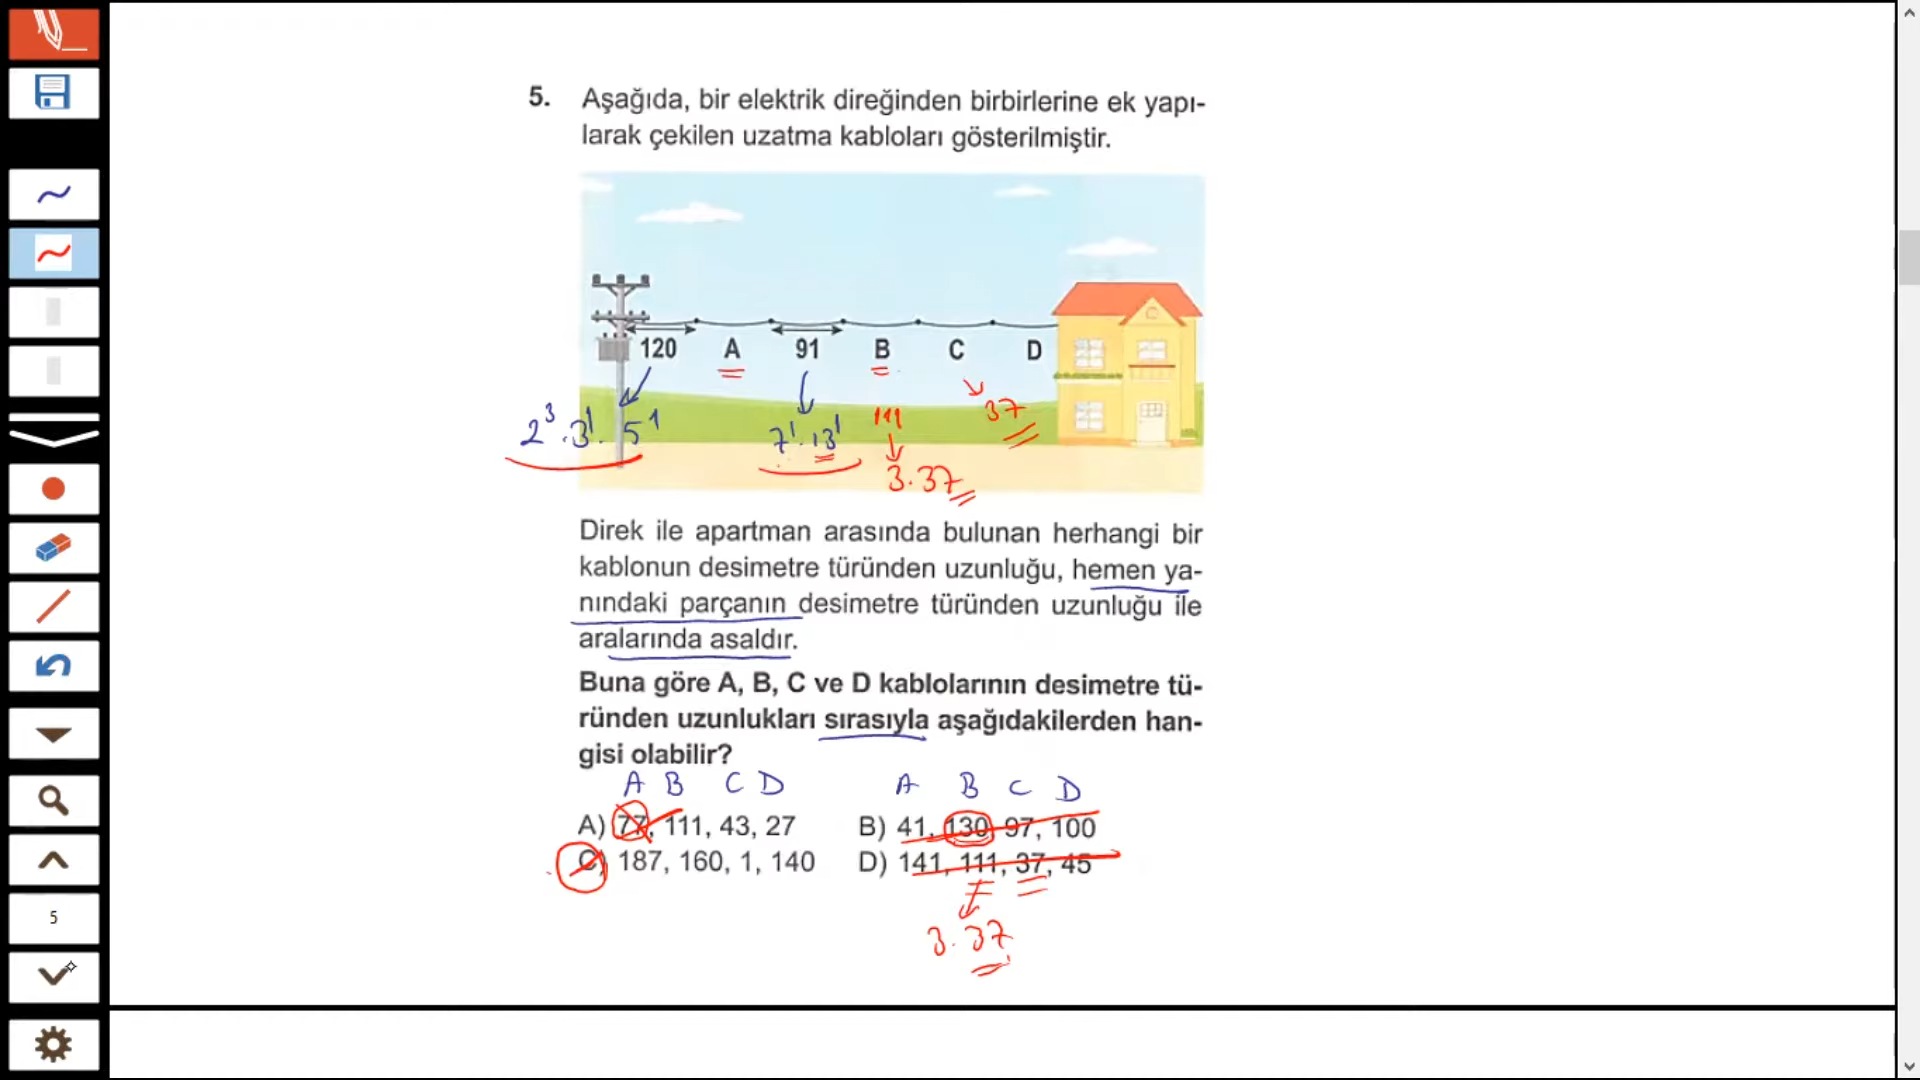 5. Aşağıda, bir elektrik direğinden birbirlerine ek yapı-
larak çekilen uzatma kabloları gösterilmiştir.
120 A 91 B C D
2³.3¹.5¹ 7¹.13¹ 111 37
3.37
Direk ile apartman arasında bulunan herhangi bir
kablonun desimetre türünden uzunluğu, hemen ya-
nındaki parçanın desimetre türünden uzunluğu ile
aralarında asaldır.
Buna göre A, B, C ve D kablolarının desimetre tü-
ründen uzunlukları sırasıyla aşağıdakilerden han-
gisi olabilir?
A B C D A B C D
A) 77, 111, 43, 27 B) 41, 130, 97, 100
C) 187, 160, 1, 140 D) 141, 111, 37, 45
3.37
5